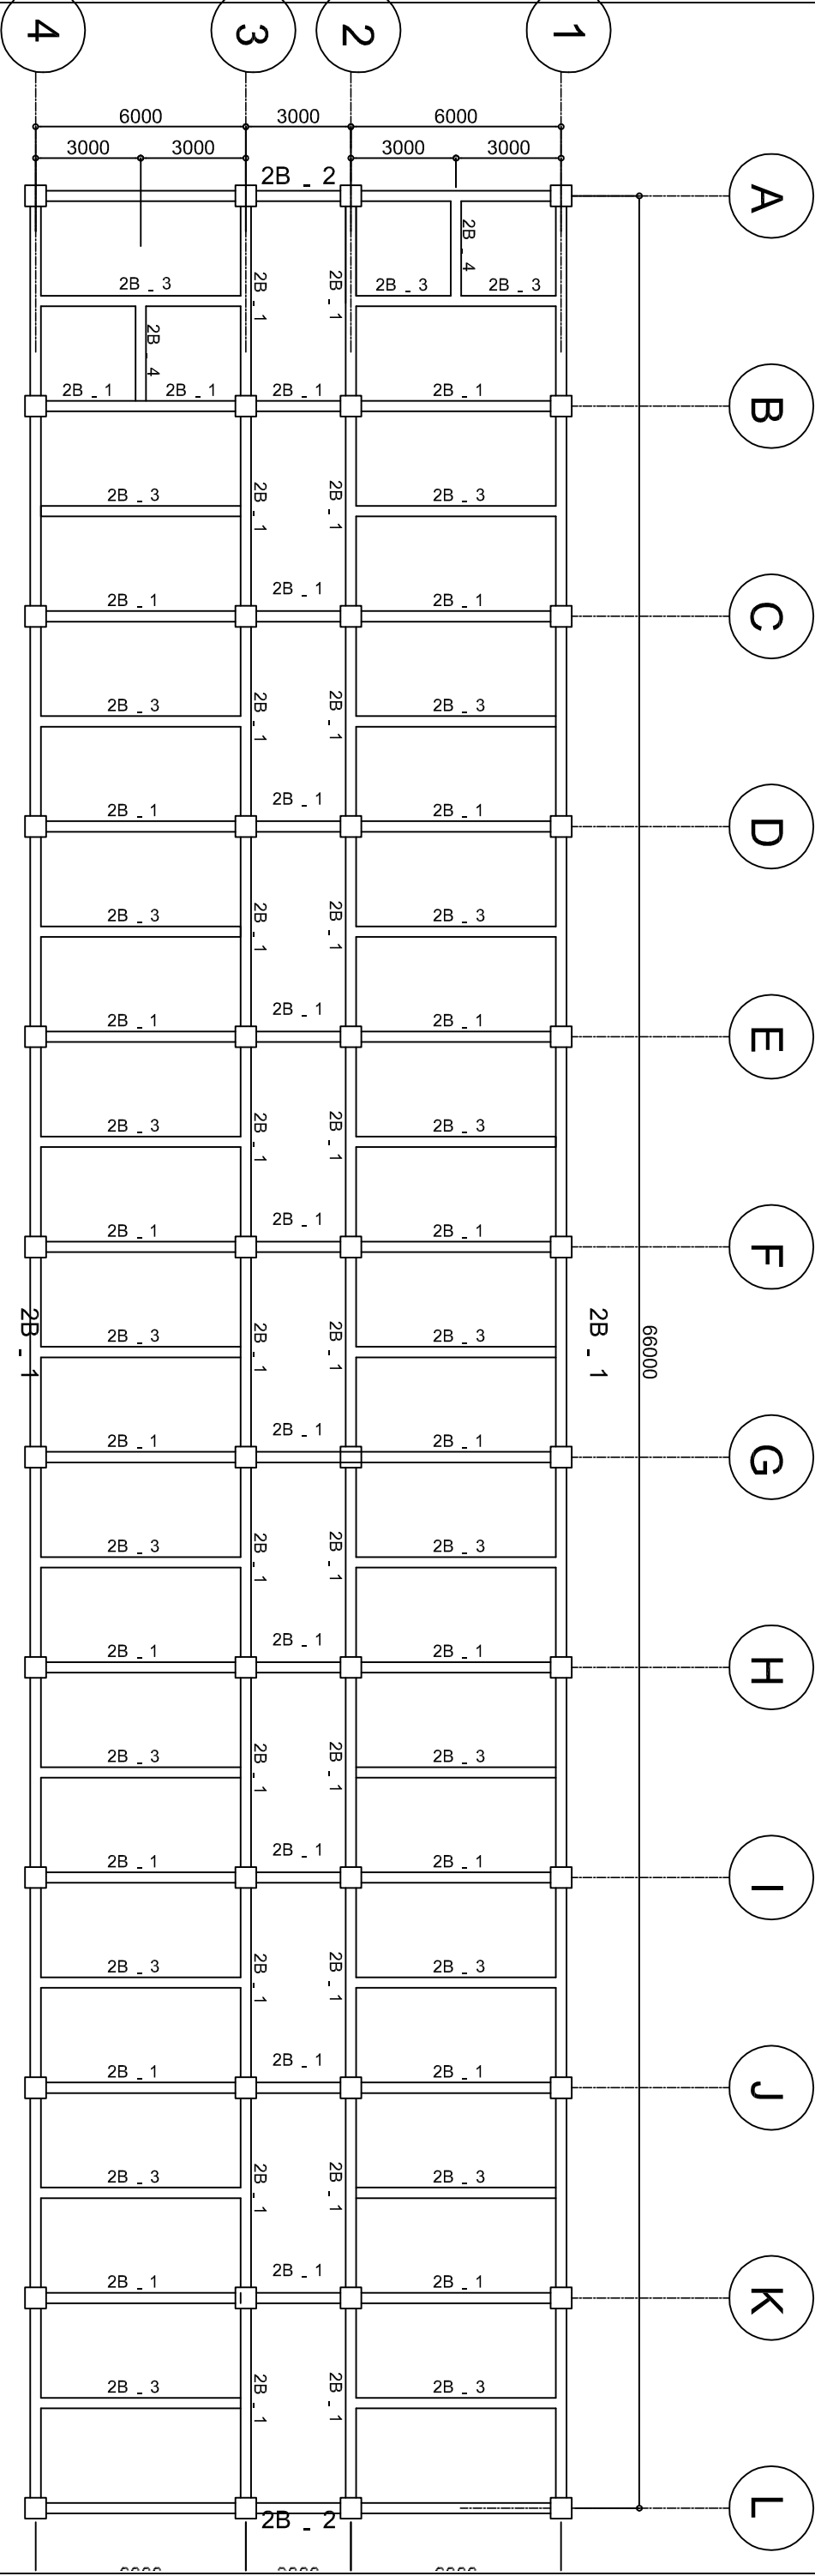 4 3 2 1
6000 3000 6000
3000 3000 3000 3000
2B - 2
A
2B - 4
2B - 3 2B - 1 2B - 1 2B - 3 2B - 3
2B - 4
2B - 1 2B - 1 2B - 1 2B - 1
B
2B - 3 2B - 1 2B - 1 2B - 3
2B - 1 2B - 1 2B - 1
C
2B - 3 2B - 1 2B - 1 2B - 3
2B - 1 2B - 1 2B - 1
D
2B - 3 2B - 1 2B - 1 2B - 3
2B - 1 2B - 1 2B - 1
E
2B - 3 2B - 1 2B - 1 2B - 3
2B - 1 2B - 1 2B - 1
F
2B - 1 2B - 3 2B - 1 2B - 1 2B - 3 2B - 1
66000
2B - 1 2B - 1 2B - 1
G
2B - 3 2B - 1 2B - 1 2B - 3
2B - 1 2B - 1 2B - 1
H
2B - 3 2B - 1 2B - 1 2B - 3
2B - 1 2B - 1 2B - 1
I
2B - 3 2B - 1 2B - 1 2B - 3
2B - 1 2B - 1 2B - 1
J
2B - 3 2B - 1 2B - 1 2B - 3
2B - 1 2B - 1 2B - 1
K
2B - 3 2B - 1 2B - 1 2B - 3
L
2B - 2